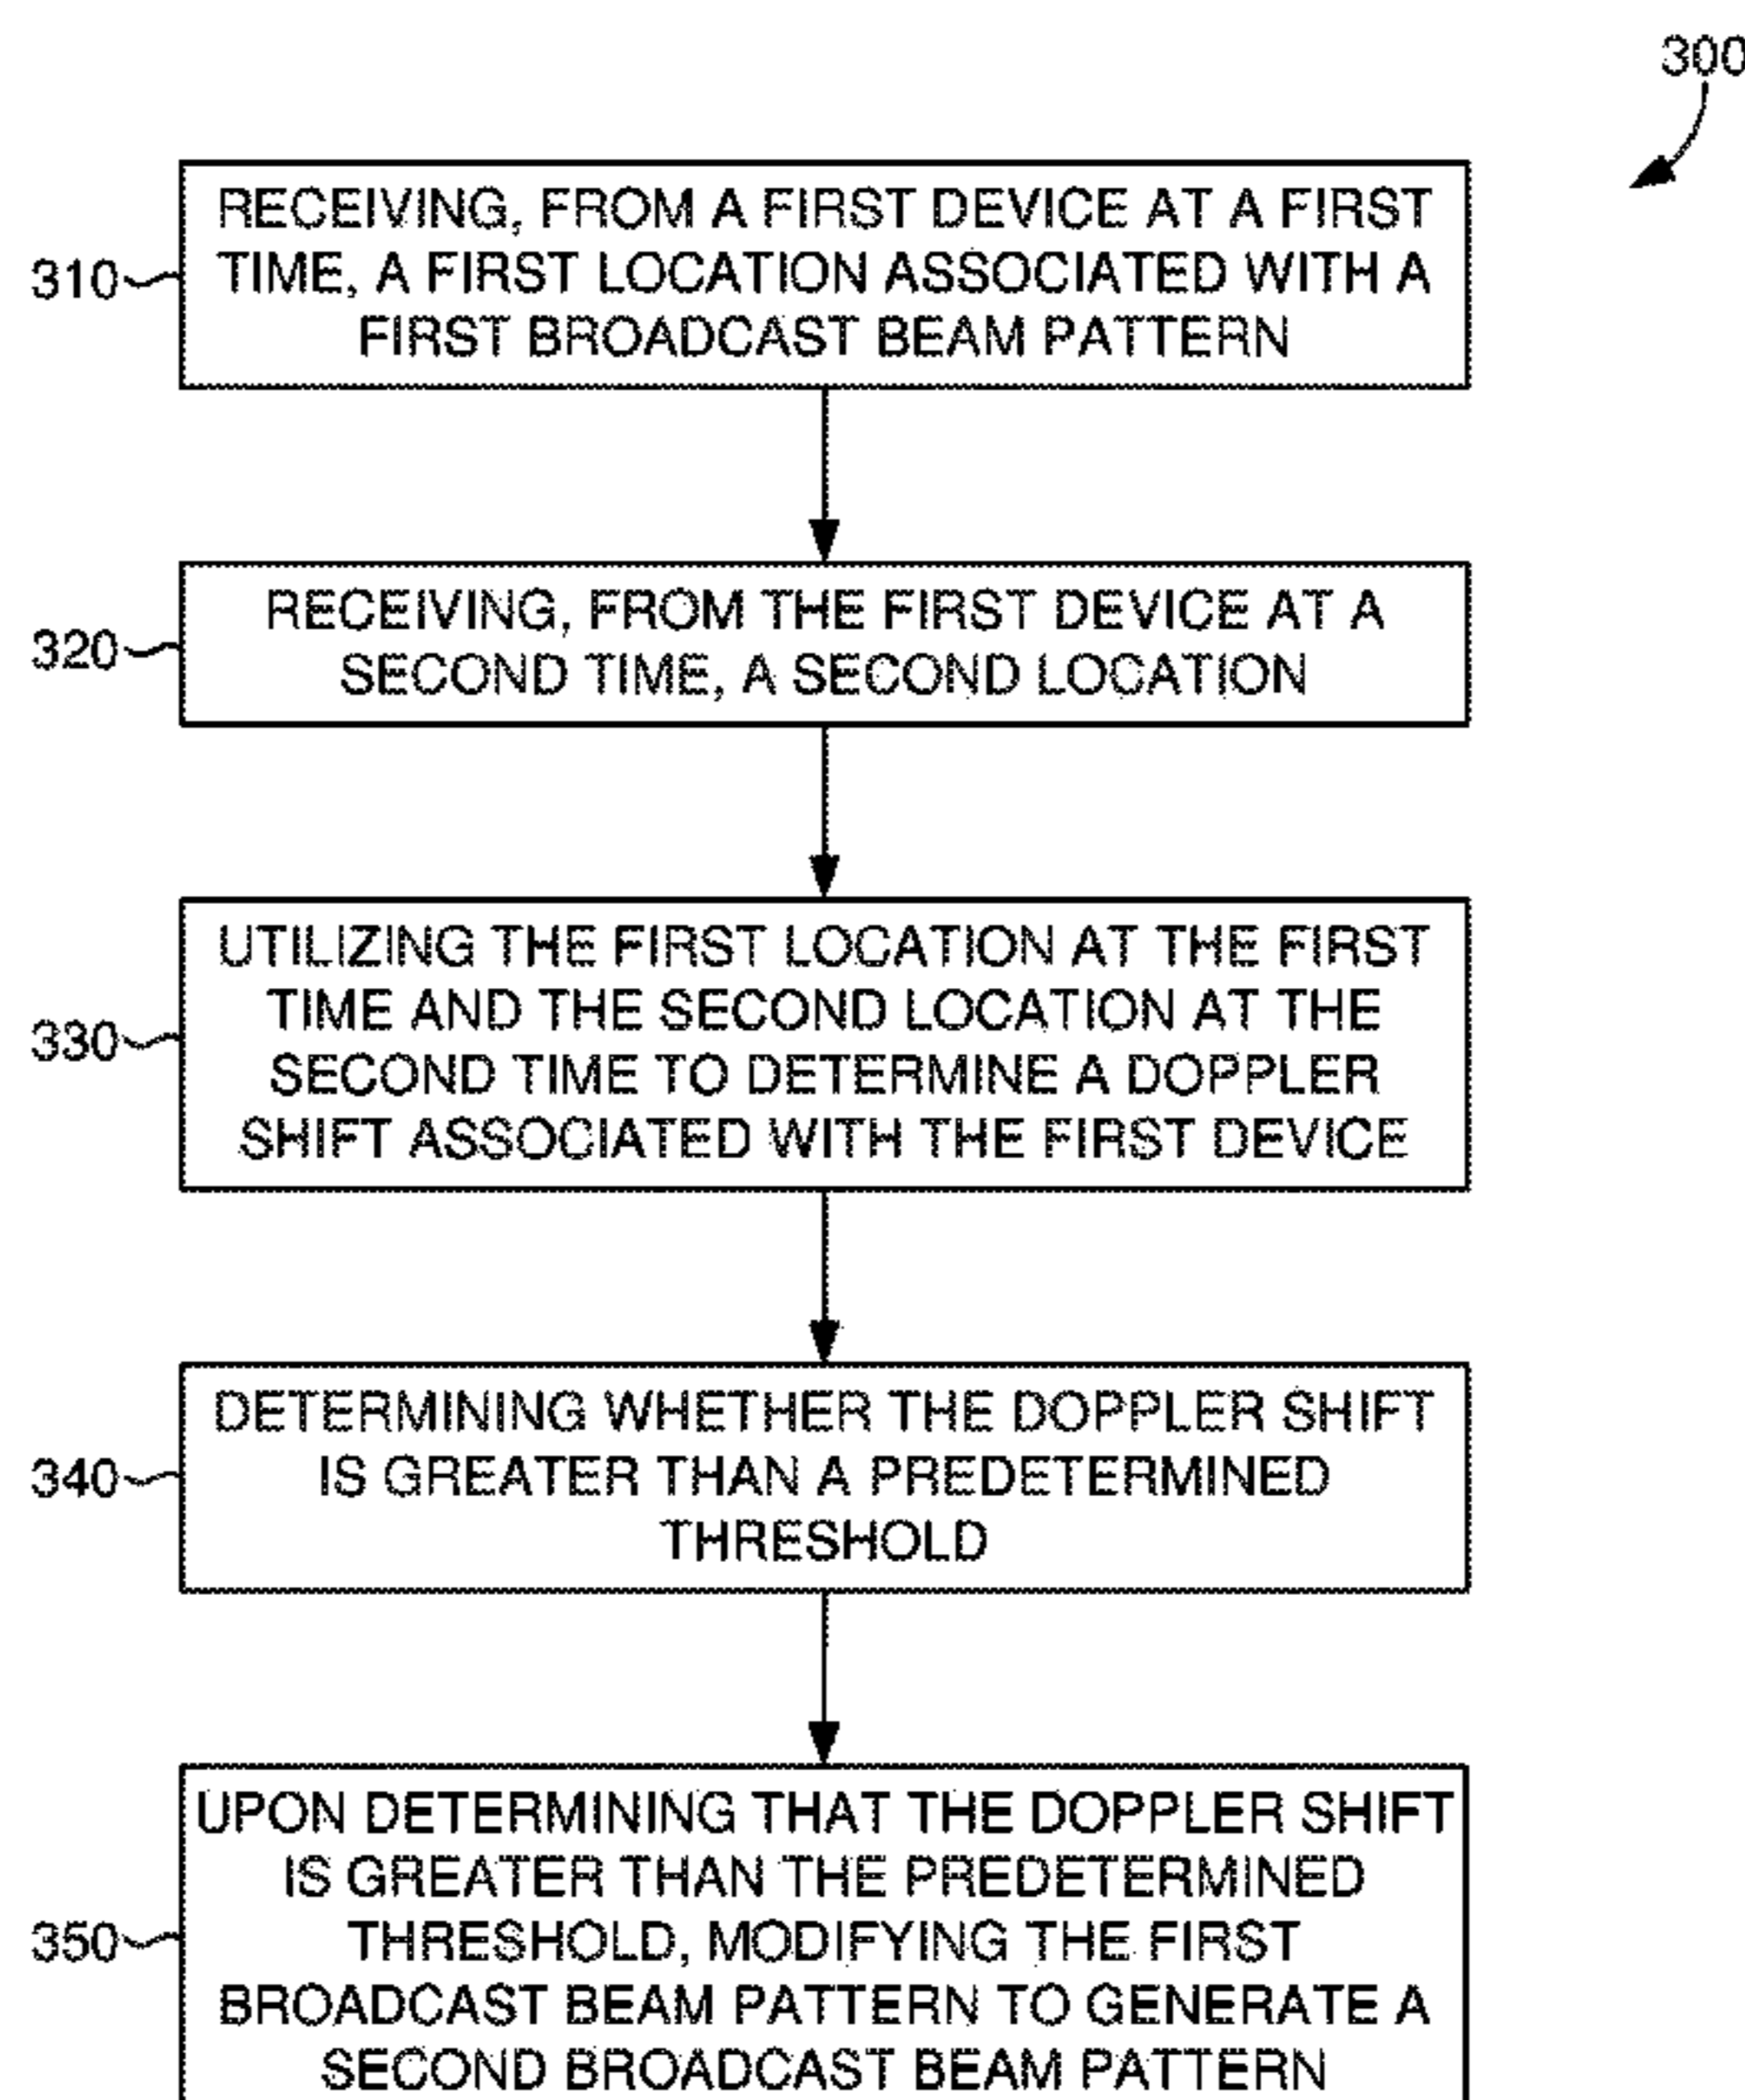 300
RECEIVING, FROM A FIRST DEVICE AT A FIRST
TIME, A FIRST LOCATION ASSOCIATED WITH A
FIRST BROADCAST BEAM PATTERN
310
RECEIVING, FROM THE FIRST DEVICE AT A
SECOND TIME, A SECOND LOCATION
320
UTILIZING THE FIRST LOCATION AT THE FIRST
TIME AND THE SECOND LOCATION AT THE
SECOND TIME TO DETERMINE A DOPPLER
SHIFT ASSOCIATED WITH THE FIRST DEVICE
330
DETERMINING WHETHER THE DOPPLER SHIFT
IS GREATER THAN A PREDETERMINED
THRESHOLD
340
UPON DETERMINING THAT THE DOPPLER SHIFT
IS GREATER THAN THE PREDETERMINED
THRESHOLD, MODIFYING THE FIRST
BROADCAST BEAM PATTERN TO GENERATE A
SECOND BROADCAST BEAM PATTERN
350